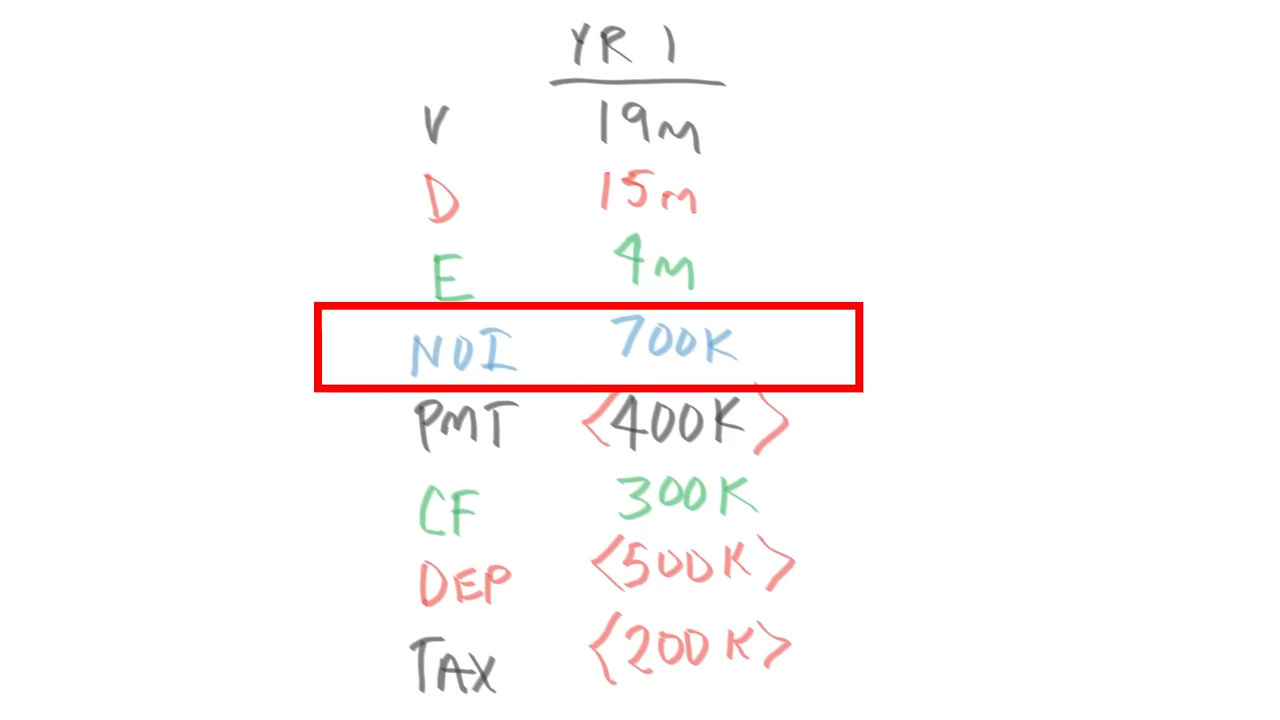 YR 1
V 19M
D 15M
E 4M
NOI 700K
PMT <400K>
CF 300K
DEP <500K>
TAX <200K>